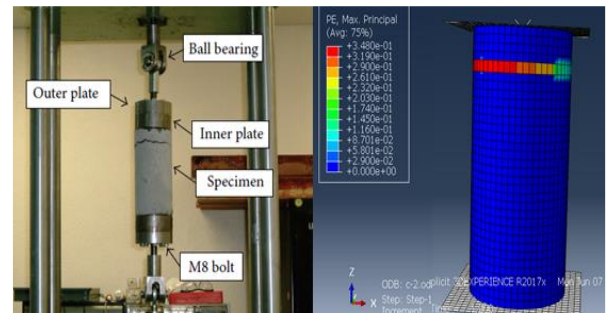 Ball bearing
Outer plate
Inner plate
Specimen
M8 bolt
PE, Max. Principal
(Avg: 75%)
+3.480e-01
+3.190e-01
+2.900e-01
+2.610e-01
+2.320e-01
+2.030e-01
+1.740e-01
+1.450e-01
+1.160e-01
+8.701e-02
+5.801e-02
+2.900e-02
+0.000e+00
Z
X
ODB: c-2.od
plicit 3DEXPERIENCE R2017x Mon Jun 07
Step: Step-1
Increment